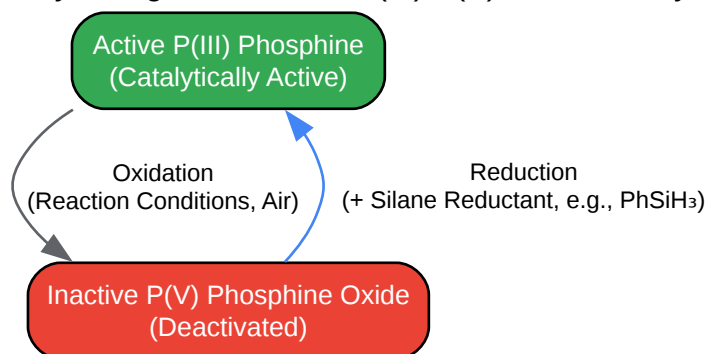 Active P(III) Phosphine
(Catalytically Active)
Oxidation
(Reaction Conditions, Air)
Reduction
(+ Silane Reductant, e.g., PhSiH₃)
Inactive P(V) Phosphine Oxide
(Deactivated)